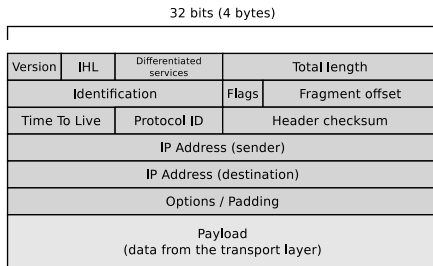 32 bits (4 bytes)
Version IHL Differentiated services Total length
Identification Flags Fragment offset
Time To Live Protocol ID Header checksum
IP Address (sender)
IP Address (destination)
Options / Padding
Payload
(data from the transport layer)